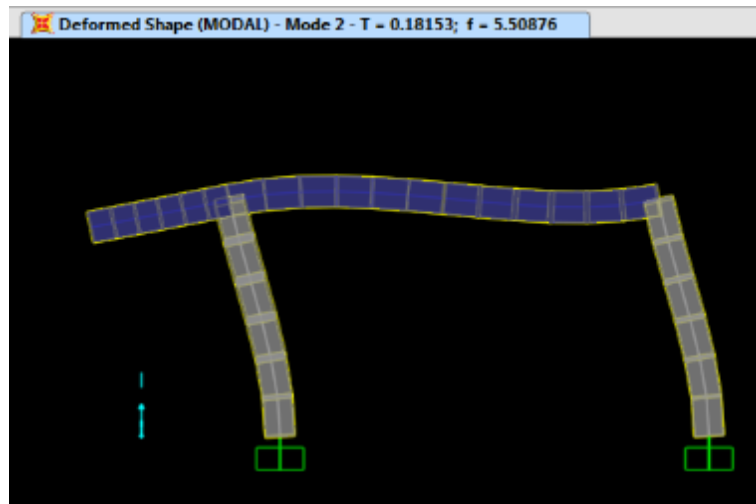 Deformed Shape (MODAL) - Mode 2 - T = 0.18153; f = 5.50876